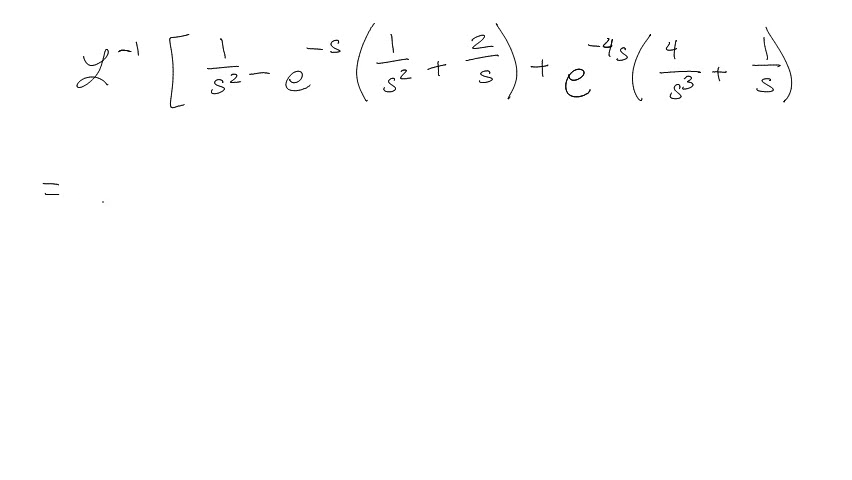 ℒ⁻¹ [ 1/s² - e^{-s} ( 1/s² + 2/s ) + e^{-4s} ( 4/s³ + 1/s )
=